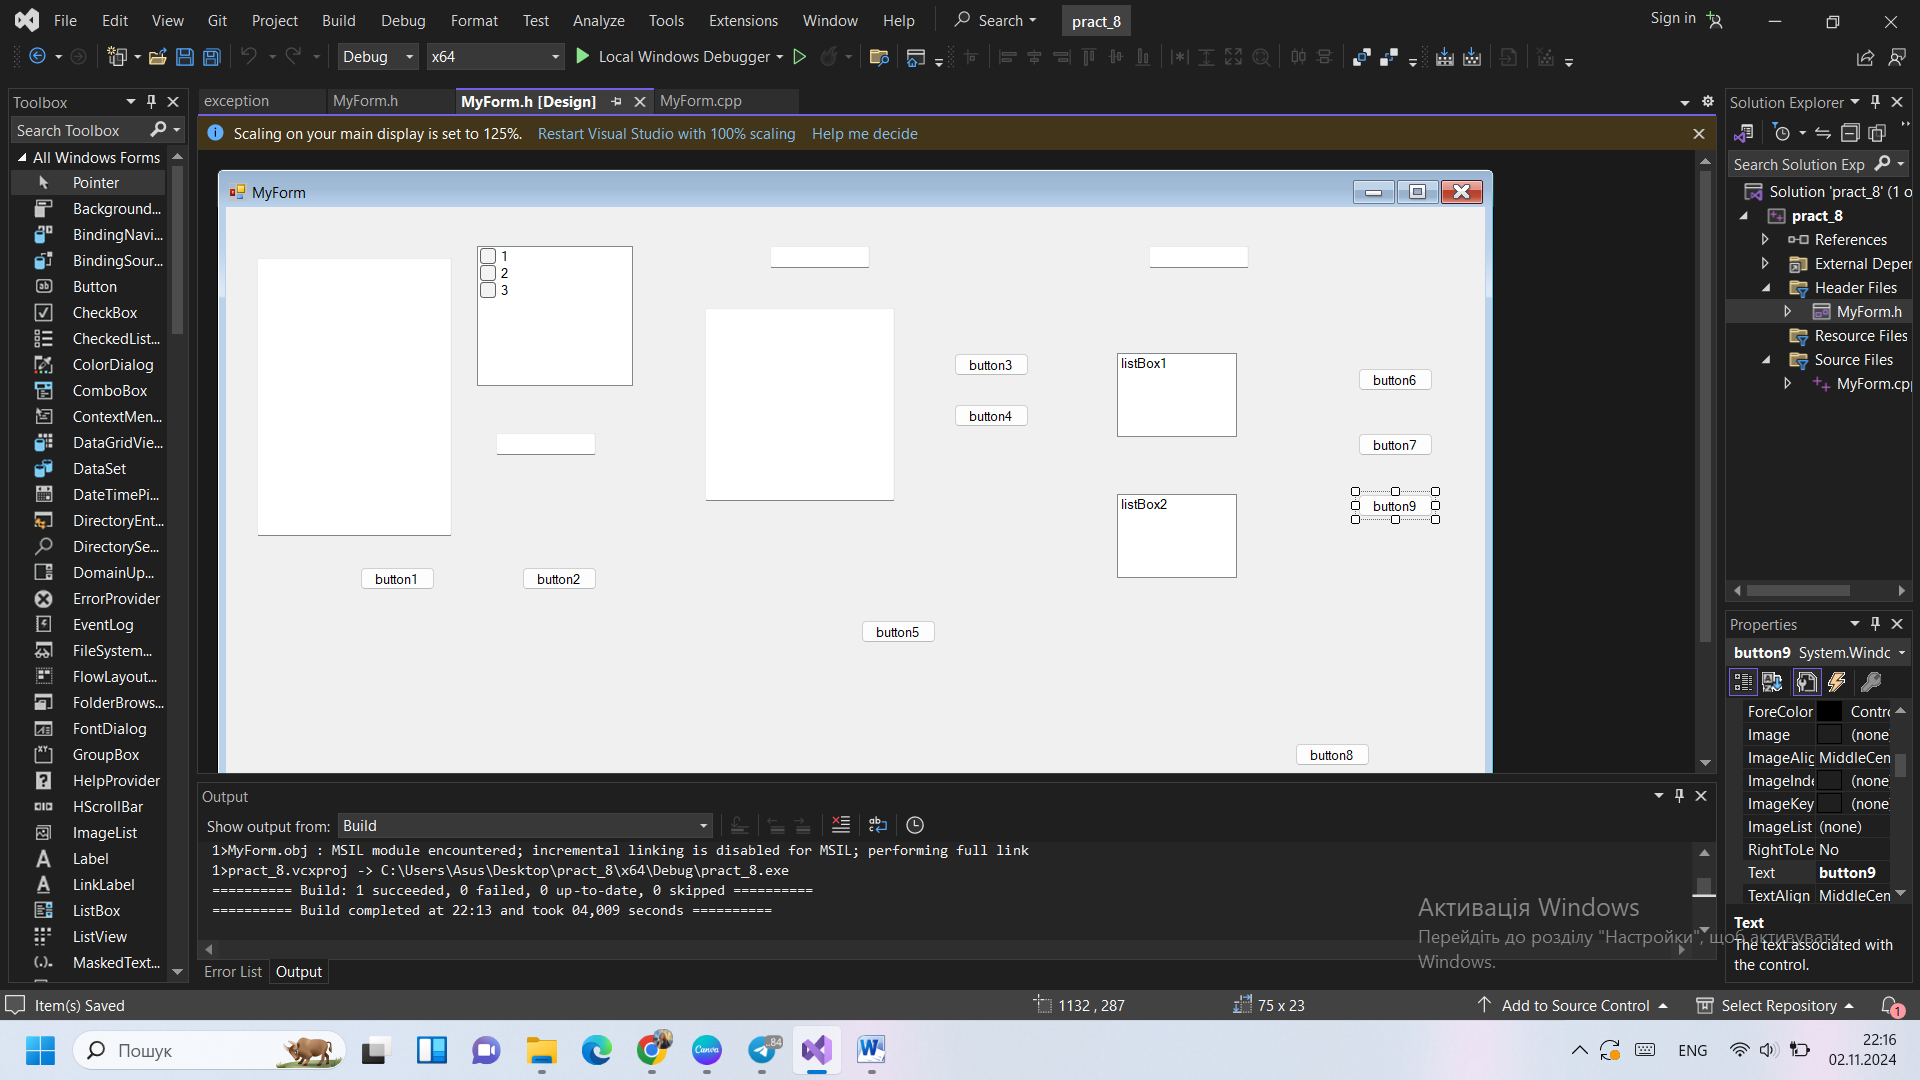 File Edit View Git Project Build Debug Format Test Analyze Tools Extensions Window Help Search pract_8 Sign in
Debug x64 Local Windows Debugger
Toolbox
Search Toolbox
All Windows Forms
Pointer
Background...
BindingNavi...
BindingSour...
Button
CheckBox
CheckedList...
ColorDialog
ComboBox
ContextMen...
DataGridVie...
DataSet
DateTimePi...
DirectoryEnt...
DirectorySe...
DomainUp...
ErrorProvider
EventLog
FileSystem...
FlowLayout...
FolderBrows...
FontDialog
GroupBox
HelpProvider
HScrollBar
ImageList
Label
LinkLabel
ListBox
ListView
MaskedText...
exception MyForm.h MyForm.h [Design] MyForm.cpp
Scaling on your main display is set to 125%. Restart Visual Studio with 100% scaling Help me decide
MyForm
1
2
3
button3
listBox1
button6
button4
button7
listBox2
button9
button1 button2
button5
button8
Output
Show output from: Build
1>MyForm.obj : MSIL module encountered; incremental linking is disabled for MSIL; performing full link
1>pract_8.vcxproj -> C:\Users\Asus\Desktop\pract_8\x64\Debug\pract_8.exe
========== Build: 1 succeeded, 0 failed, 0 up-to-date, 0 skipped ==========
========== Build completed at 22:13 and took 04,009 seconds ==========
Error List Output
Solution Explorer
Search Solution Exp
Solution 'pract_8' (1 o
pract_8
References
External Deper
Header Files
MyForm.h
Resource Files
Source Files
MyForm.cp
Properties
button9 System.Windo
ForeColor Contro
Image (none
ImageAlig MiddleCen
ImageInde (none
ImageKey (none
ImageList (none)
RightToLe No
Text button9
TextAlign MiddleCen
Text
The text associated with
the control.
Активація Windows
Перейдіть до розділу "Настройки", щоб активувати
Windows.
Item(s) Saved 1132 , 287 75 x 23 Add to Source Control Select Repository 1
Пошук Canva ..84 W ENG 22:16
02.11.2024